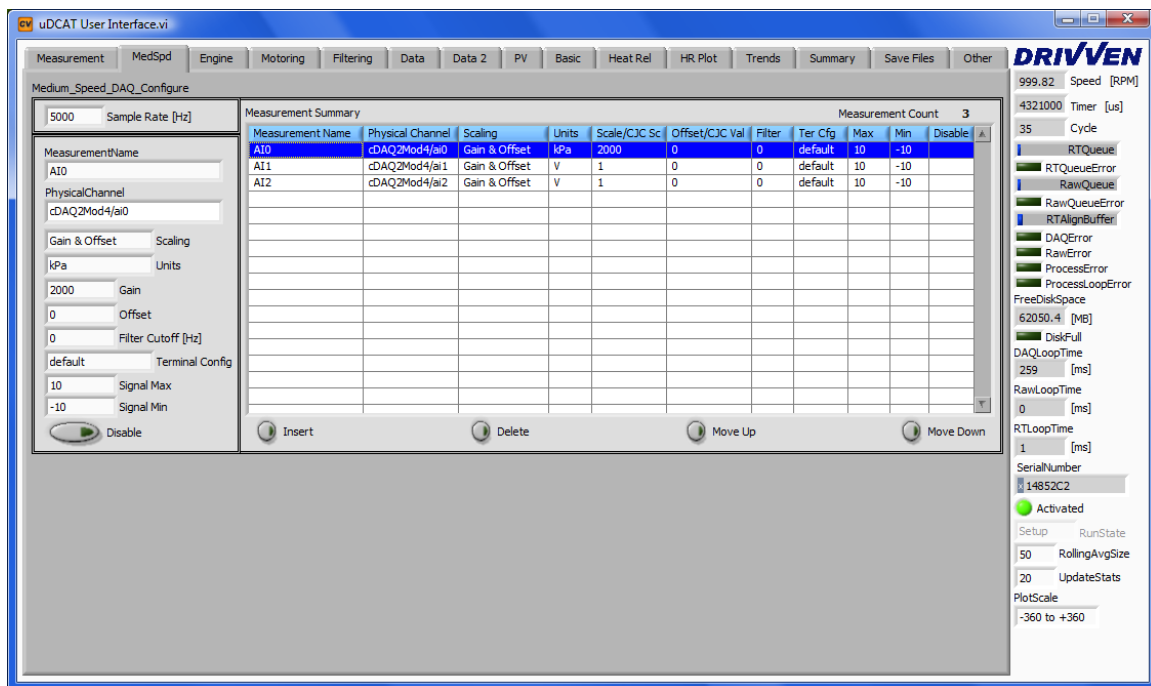 uDCAT User Interface.vi
Measurement MedSpd Engine Motoring Filtering Data Data 2 PV Basic Heat Rel HR Plot Trends Summary Save Files Other
Medium_Speed_DAQ_Configure
5000 Sample Rate [Hz]
MeasurementName
AI0
PhysicalChannel
cDAQ2Mod4/ai0
Gain & Offset Scaling
kPa Units
2000 Gain
0 Offset
0 Filter Cutoff [Hz]
default Terminal Config
10 Signal Max
-10 Signal Min
Disable
Measurement Summary Measurement Count 3
Measurement Name Physical Channel Scaling Units Scale/CJC Sc Offset/CJC Val Filter Ter Cfg Max Min Disable
AI0 cDAQ2Mod4/ai0 Gain & Offset kPa 2000 0 0 default 10 -10
AI1 cDAQ2Mod4/ai1 Gain & Offset V 1 0 0 default 10 -10
AI2 cDAQ2Mod4/ai2 Gain & Offset V 1 0 0 default 10 -10
Insert Delete Move Up Move Down
DRIVVEN
999.82 Speed [RPM]
4321000 Timer [us]
35 Cycle
RTQueue
RTQueueError
RawQueue
RawQueueError
RTAlignBuffer
DAQError
RawError
ProcessError
ProcessLoopError
FreeDiskSpace
62050.4 [MB]
DiskFull
DAQLoopTime
259 [ms]
RawLoopTime
0 [ms]
RTLoopTime
1 [ms]
SerialNumber
x 14852C2
Activated
Setup RunState
50 RollingAvgSize
20 UpdateStats
PlotScale
-360 to +360